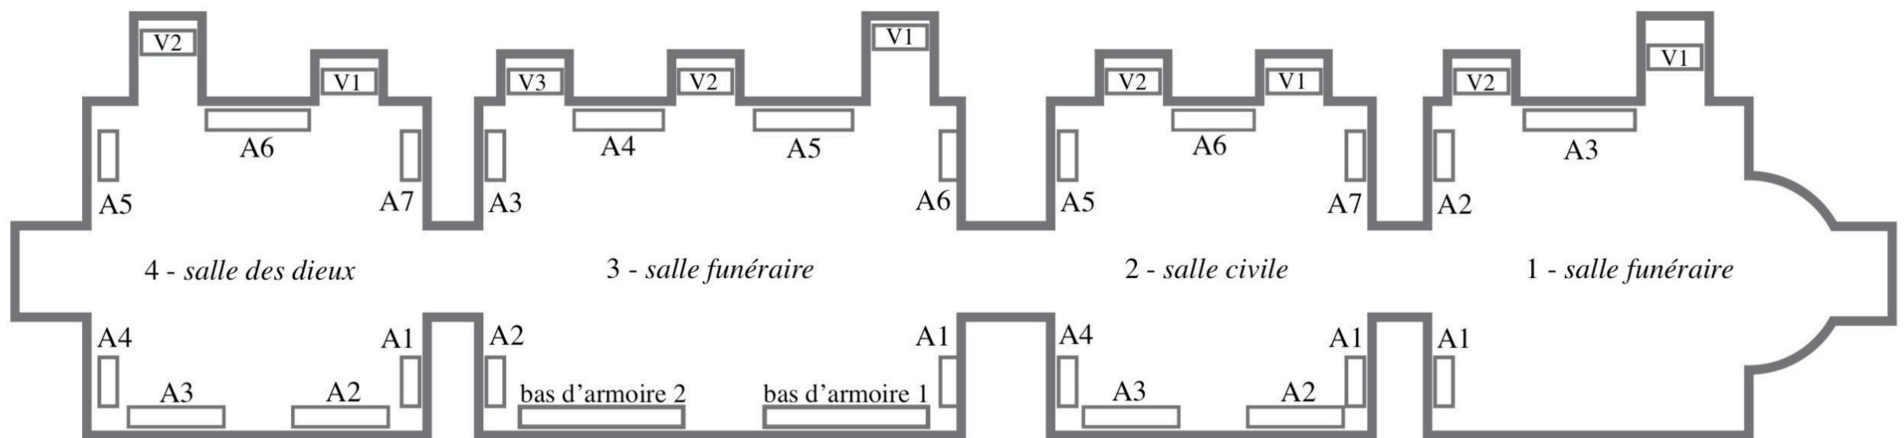 V2
V1
V3
V2
V1
V2
V1
V2
V1
A6
A4
A5
A6
A3
A5
A7
A3
A6
A5
A7
A2
4 - salle des dieux
3 - salle funéraire
2 - salle civile
1 - salle funéraire
A4
A1
A2
A1
A4
A1
A1
A3
A2
bas d’armoire 2
bas d’armoire 1
A3
A2